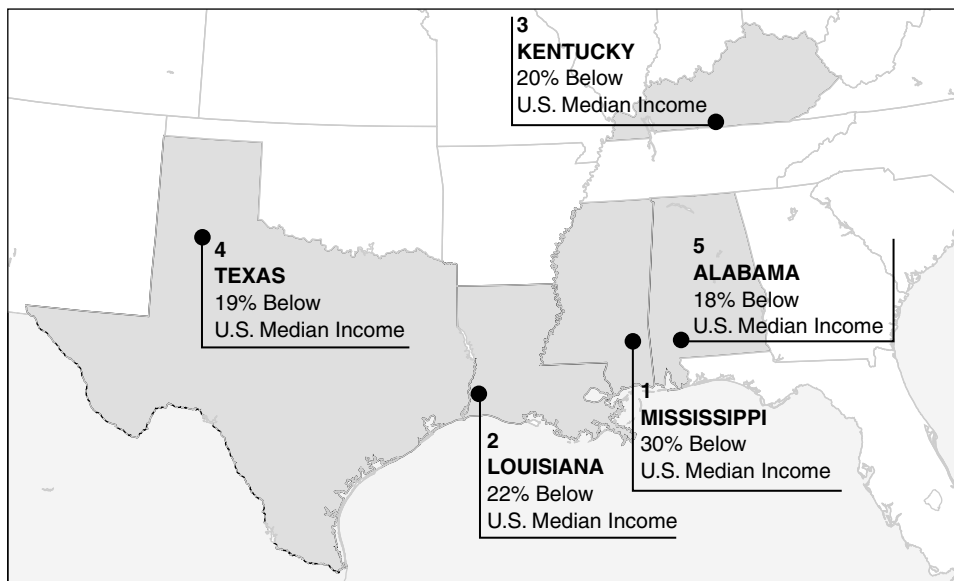 3
KENTUCKY
20% Below
U.S. Median Income
4
TEXAS
19% Below
U.S. Median Income
5
ALABAMA
18% Below
U.S. Median Income
1
MISSISSIPPI
30% Below
U.S. Median Income
2
LOUISIANA
22% Below
U.S. Median Income